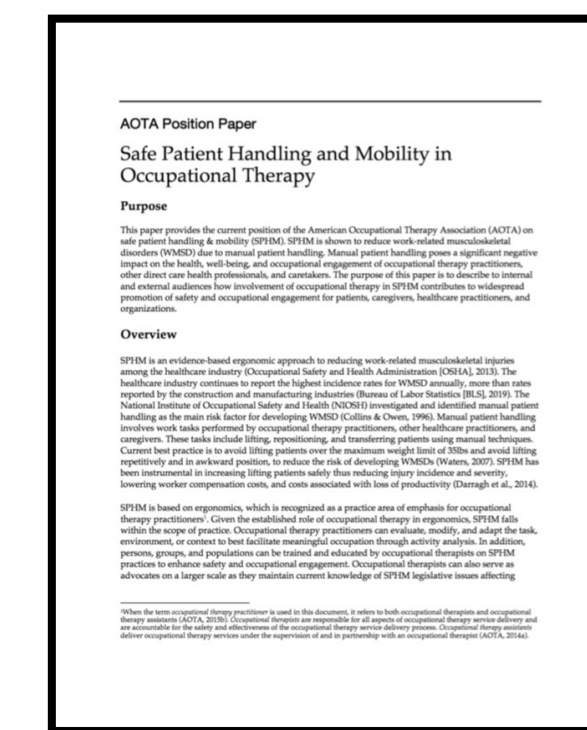 AOTA Position Paper
Safe Patient Handling and Mobility in
Occupational Therapy
Purpose
This paper provides the current position of the American Occupational Therapy Association (AOTA) on
safe patient handling & mobility (SPHM). SPHM is shown to reduce work-related musculoskeletal
disorders (WMSD) due to manual patient handling. Manual patient handling poses a significant negative
impact on the health, well-being, and occupational engagement of occupational therapy practitioners,
other direct care health professionals, and caretakers. The purpose of this paper is to describe to internal
and external audiences how involvement of occupational therapy in SPHM contributes to widespread
promotion of safety and occupational engagement for patients, caregivers, healthcare practitioners, and
organizations.
Overview
SPHM is an evidence-based ergonomic approach to reducing work-related musculoskeletal injuries
among the healthcare industry (Occupational Safety and Health Administration [OSHA], 2013). The
healthcare industry continues to report the highest incidence rates for WMSD annually, more than rates
reported by the construction and manufacturing industries (Bureau of Labor Statistics [BLS], 2019). The
National Institute of Occupational Safety and Health (NIOSH) investigated and identified manual patient
handling as the main risk factor for developing WMSD (Collins & Owen, 1996). Manual patient handling
involves work tasks performed by occupational therapy practitioners, other healthcare practitioners, and
caregivers. These tasks include lifting, repositioning, and transferring patients using manual techniques.
Current best practice is to avoid lifting patients over the maximum weight limit of 35lbs and avoid lifting
repetitively and in awkward position, to reduce the risk of developing WMSDs (Waters, 2007). SPHM has
been instrumental in increasing lifting patients safely thus reducing injury incidence and severity,
lowering worker compensation costs, and costs associated with loss of productivity (Darragh et al., 2014).
SPHM is based on ergonomics, which is recognized as a practice area of emphasis for occupational
therapy practitioners¹. Given the established role of occupational therapy in ergonomics, SPHM falls
within the scope of practice. Occupational therapy practitioners can evaluate, modify, and adapt the task,
environment, or context to best facilitate meaningful occupation through activity analysis. In addition,
persons, groups, and populations can be trained and educated by occupational therapists on SPHM
practices to enhance safety and occupational engagement. Occupational therapists can also serve as
advocates on a larger scale as they maintain current knowledge of SPHM legislative issues affecting
¹When the term occupational therapy practitioner is used in this document, it refers to both occupational therapists and occupational
therapy assistants (AOTA, 2015b). Occupational therapists are responsible for all aspects of occupational therapy service delivery and
are accountable for the safety and effectiveness of the occupational therapy service delivery process. Occupational therapy assistants
deliver occupational therapy services under the supervision of and in partnership with an occupational therapist (AOTA, 2014a).